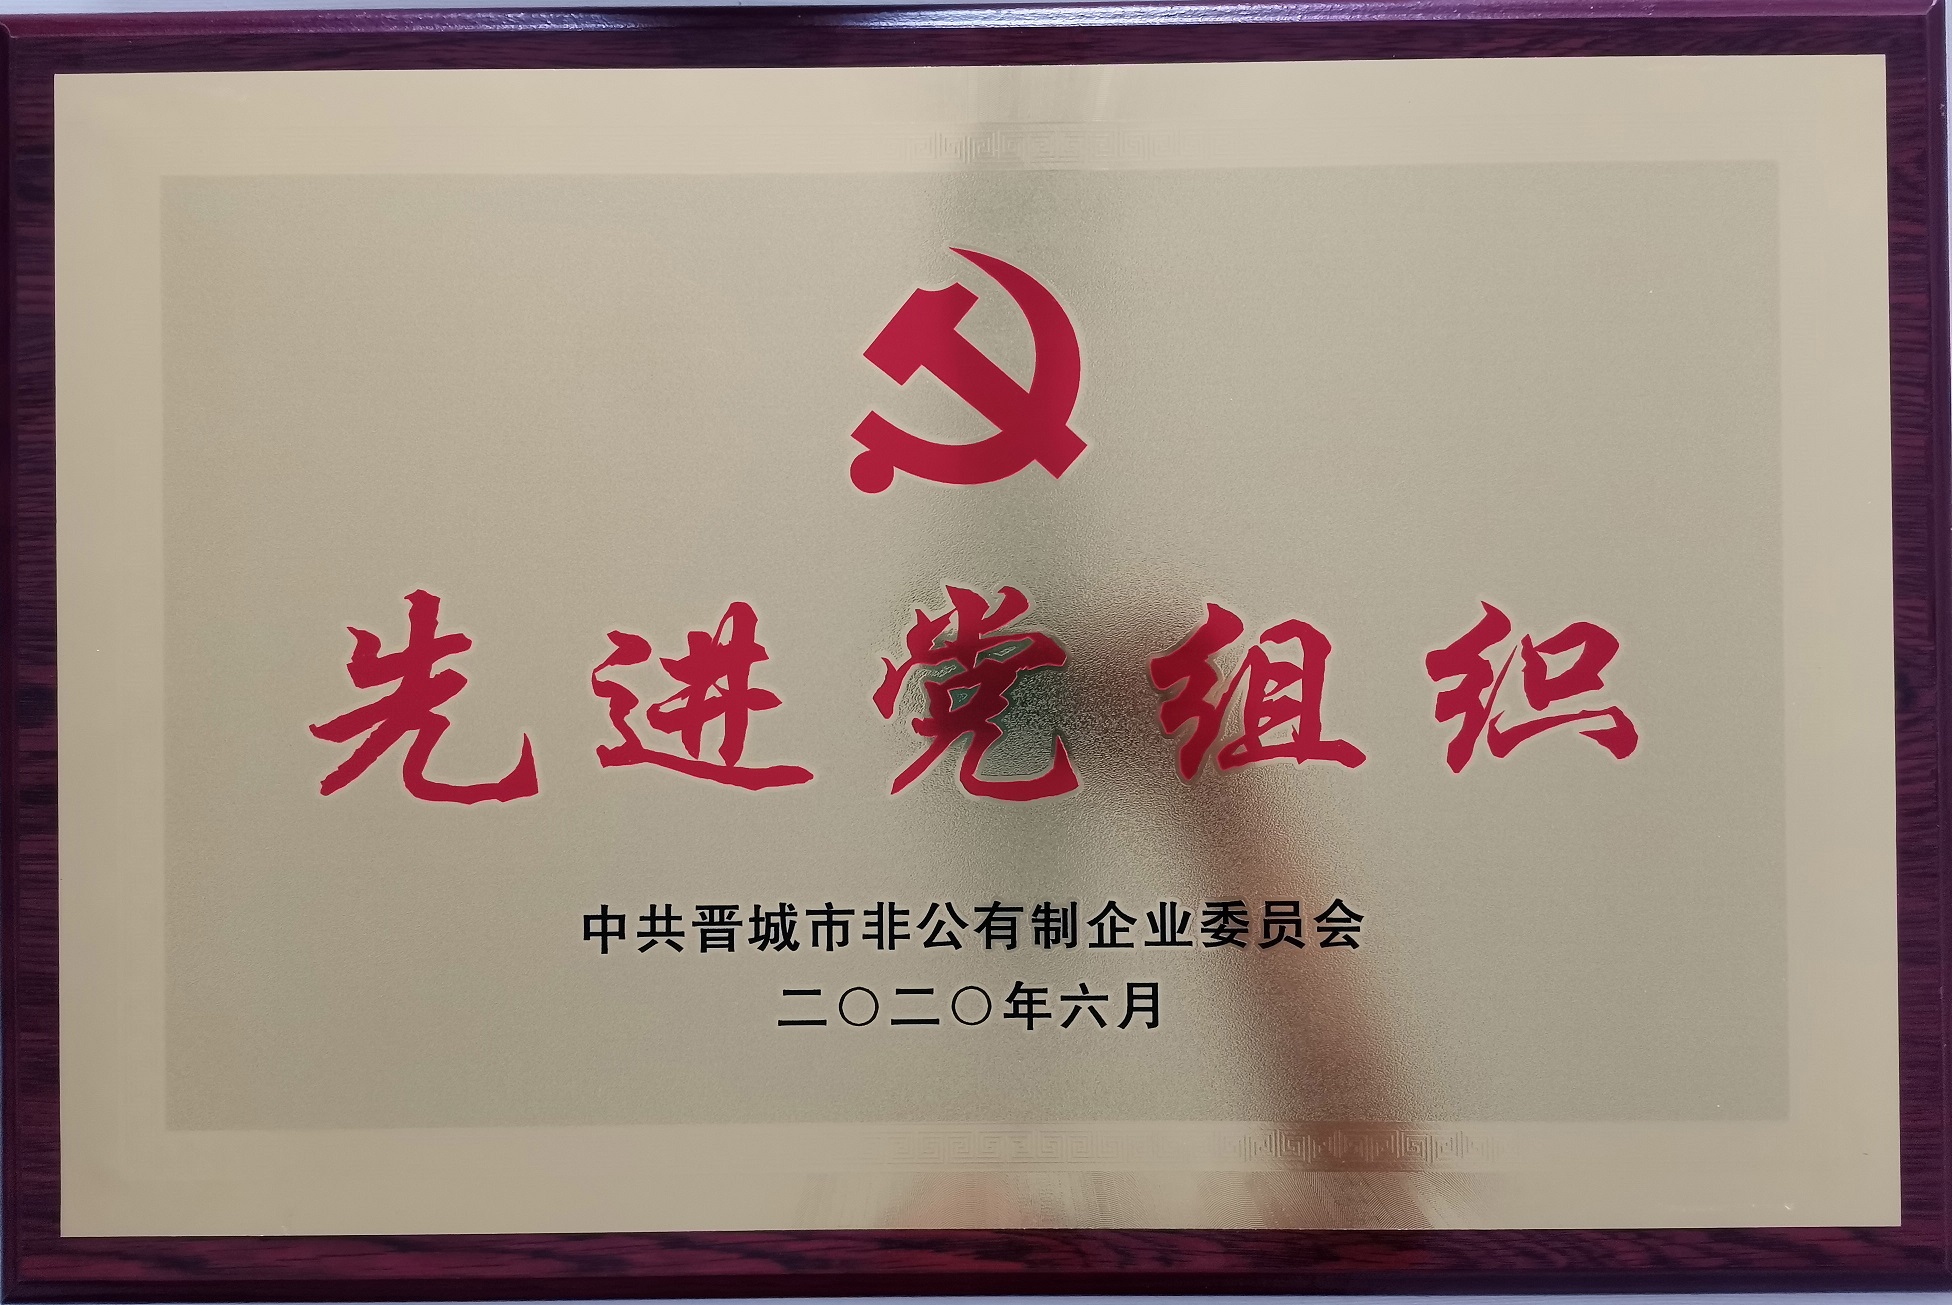 先进党组织
中共晋城市非公有制企业委员会
二〇二〇年六月